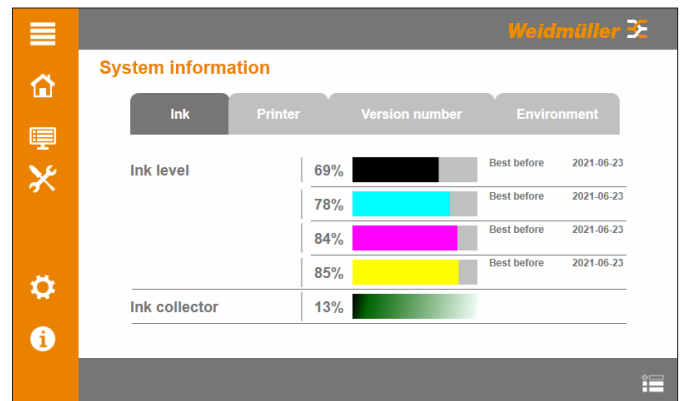 Weidmüller
System information
Ink Printer Version number Environment
Ink level 69% Best before 2021-06-23
78% Best before 2021-06-23
84% Best before 2021-06-23
85% Best before 2021-06-23
Ink collector 13%